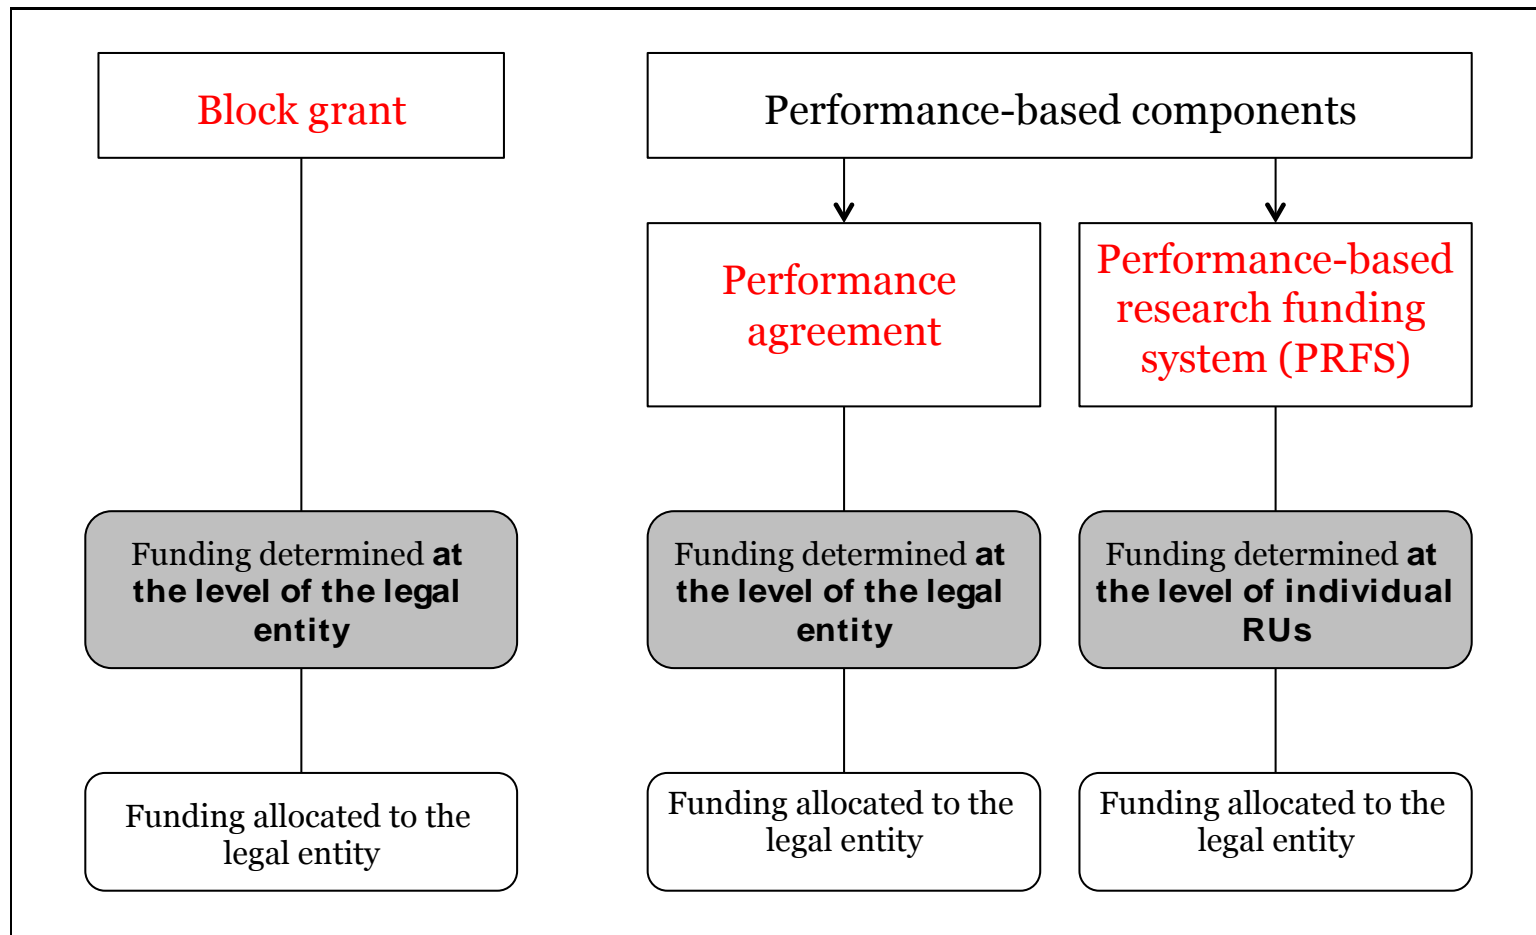 Block grant
Performance-based components
Performance
agreement
Performance-based
research funding
system (PRFS)
Funding determined at
the level of the legal
entity
Funding determined at
the level of the legal
entity
Funding determined at
the level of individual
RUs
Funding allocated to the
legal entity
Funding allocated to the
legal entity
Funding allocated to the
legal entity